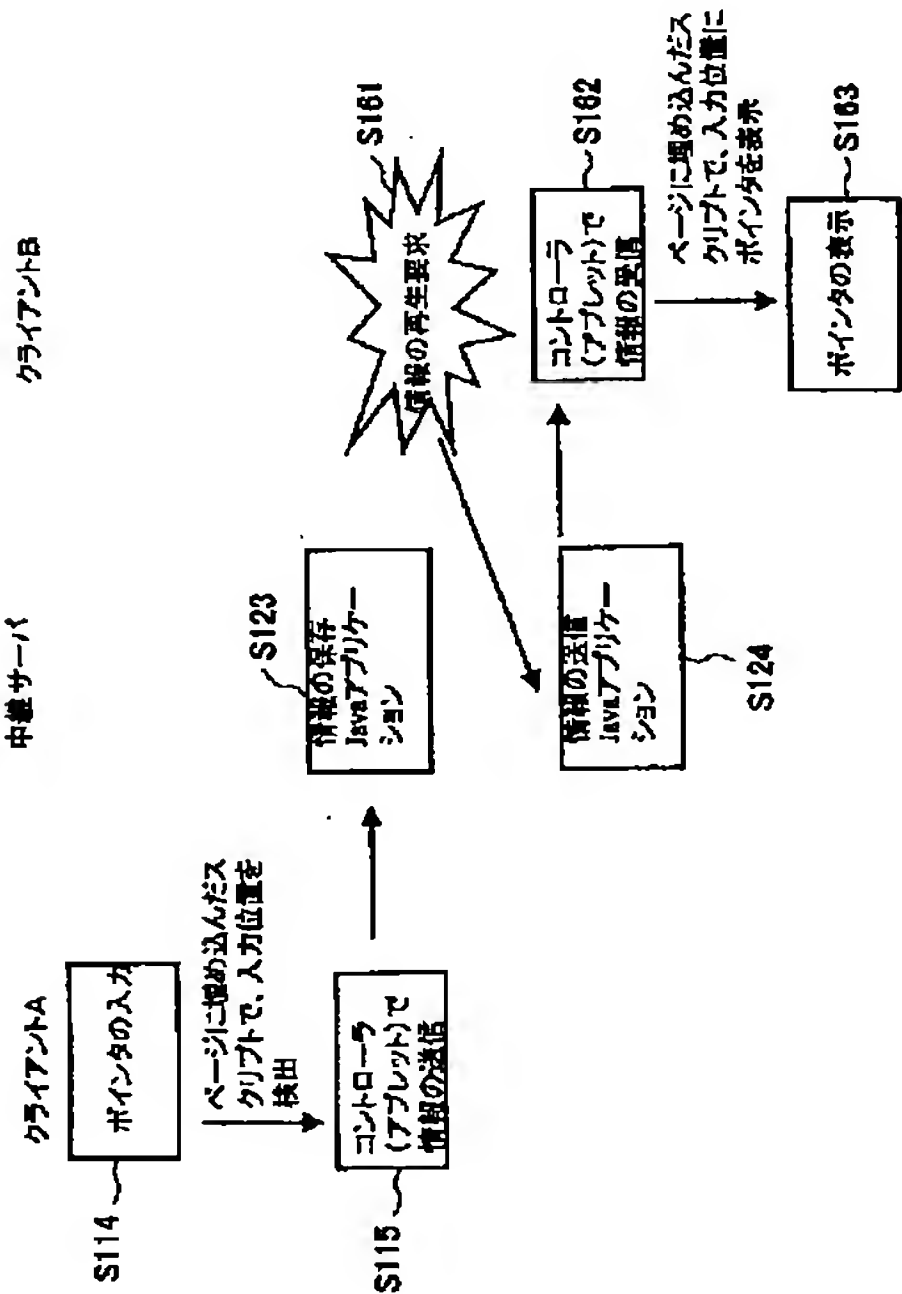 クライアントA
中継サーバ
クライアントB
S114
ポインタの入力
ページに埋め込んだス
クリプトで、入力位置を
検出
S115
コントローラ
(アプレット)で
情報の送信
S123
情報の保存
Javaアプリケー
ション
S161
情報の再生要求
情報の送信
Javaアプリケー
ション
S124
コントローラ
(アプレット)で
情報の受信
S162
ページに埋め込んだス
クリプトで、入力位置に
ポインタを表示
ポインタの表示
S163